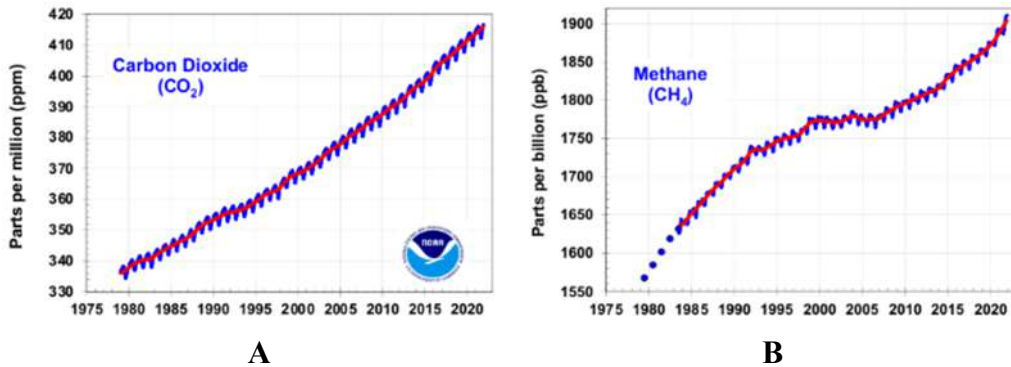 420
410
400
390
380
370
360
350
340
330
Parts per million (ppm)
Carbon Dioxide
(CO₂)
NOAA
1975 1980 1985 1990 1995 2000 2005 2010 2015 2020
A
1900
1850
1800
1750
1700
1650
1600
1550
Parts per billion (ppb)
Methane
(CH₄)
1975 1980 1985 1990 1995 2000 2005 2010 2015 2020
B